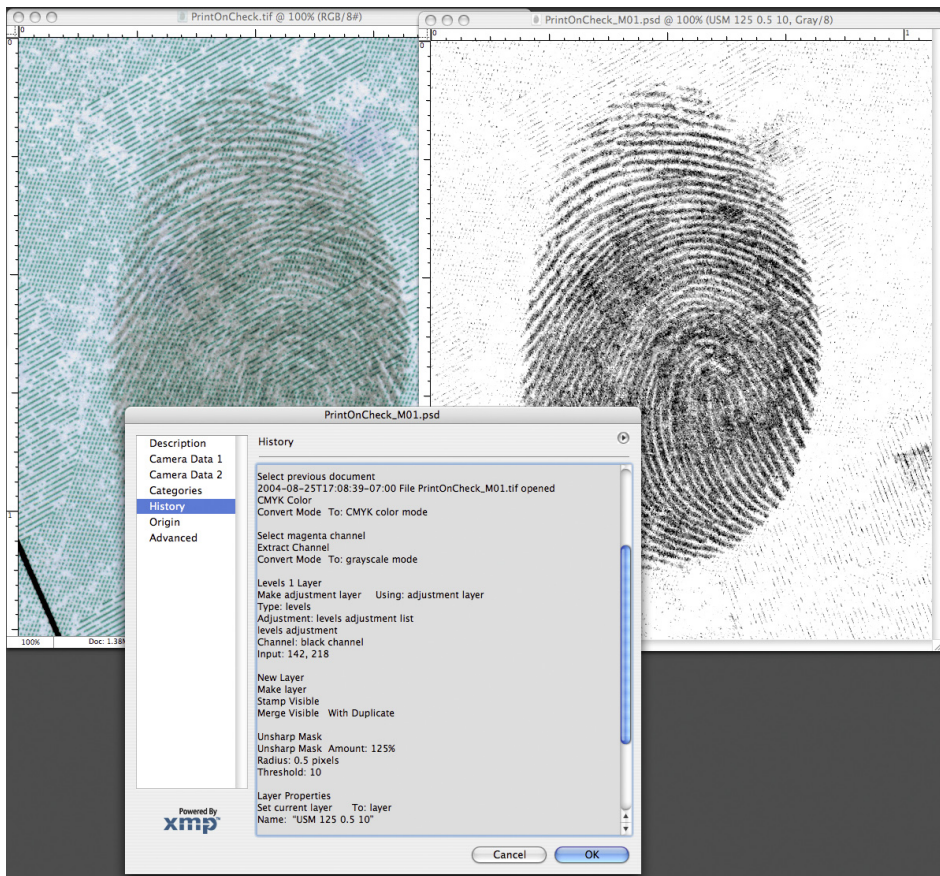 PrintOnCheck.tif @ 100% (RGB/8#)
PrintOnCheck_M01.psd @ 100% (USM 125 0.5 10, Gray/8)
0
0
0
1
0
1
100%
PrintOnCheck_M01.psd
Description
Camera Data 1
Camera Data 2
Categories
History
Origin
Advanced
Powered By
xmp
History
Select previous document
2004-08-25T17:08:39-07:00 File PrintOnCheck_M01.tif opened
CMYK Color
Convert Mode To: CMYK color mode
Select magenta channel
Extract Channel
Convert Mode To: grayscale mode
Levels 1 Layer
Make adjustment layer Using: adjustment layer
Type: levels
Adjustment: levels adjustment list
levels adjustment
Channel: black channel
Input: 142, 218
New Layer
Make layer
Stamp Visible
Merge Visible With Duplicate
Unsharp Mask
Unsharp Mask Amount: 125%
Radius: 0.5 pixels
Threshold: 10
Layer Properties
Set current layer To: layer
Name: "USM 125 0.5 10"
Cancel
OK